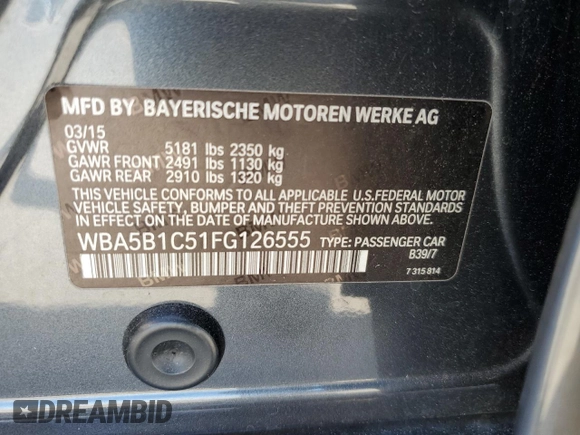 MFD BY BAYERISCHE MOTOREN WERKE AG
03/15
GVWR 5181 lbs 2350 kg
GAWR FRONT 2491 lbs 1130 kg
GAWR REAR 2910 lbs 1320 kg
THIS VEHICLE CONFORMS TO ALL APPLICABLE U.S.FEDERAL MOTOR
VEHICLE SAFETY, BUMPER AND THEFT PREVENTION STANDARDS
IN EFFECT ON THE DATE OF MANUFACTURE SHOWN ABOVE.
WBA5B1C51FG126555 TYPE: PASSENGER CAR
B39/7
7 315 814
DREAMBID